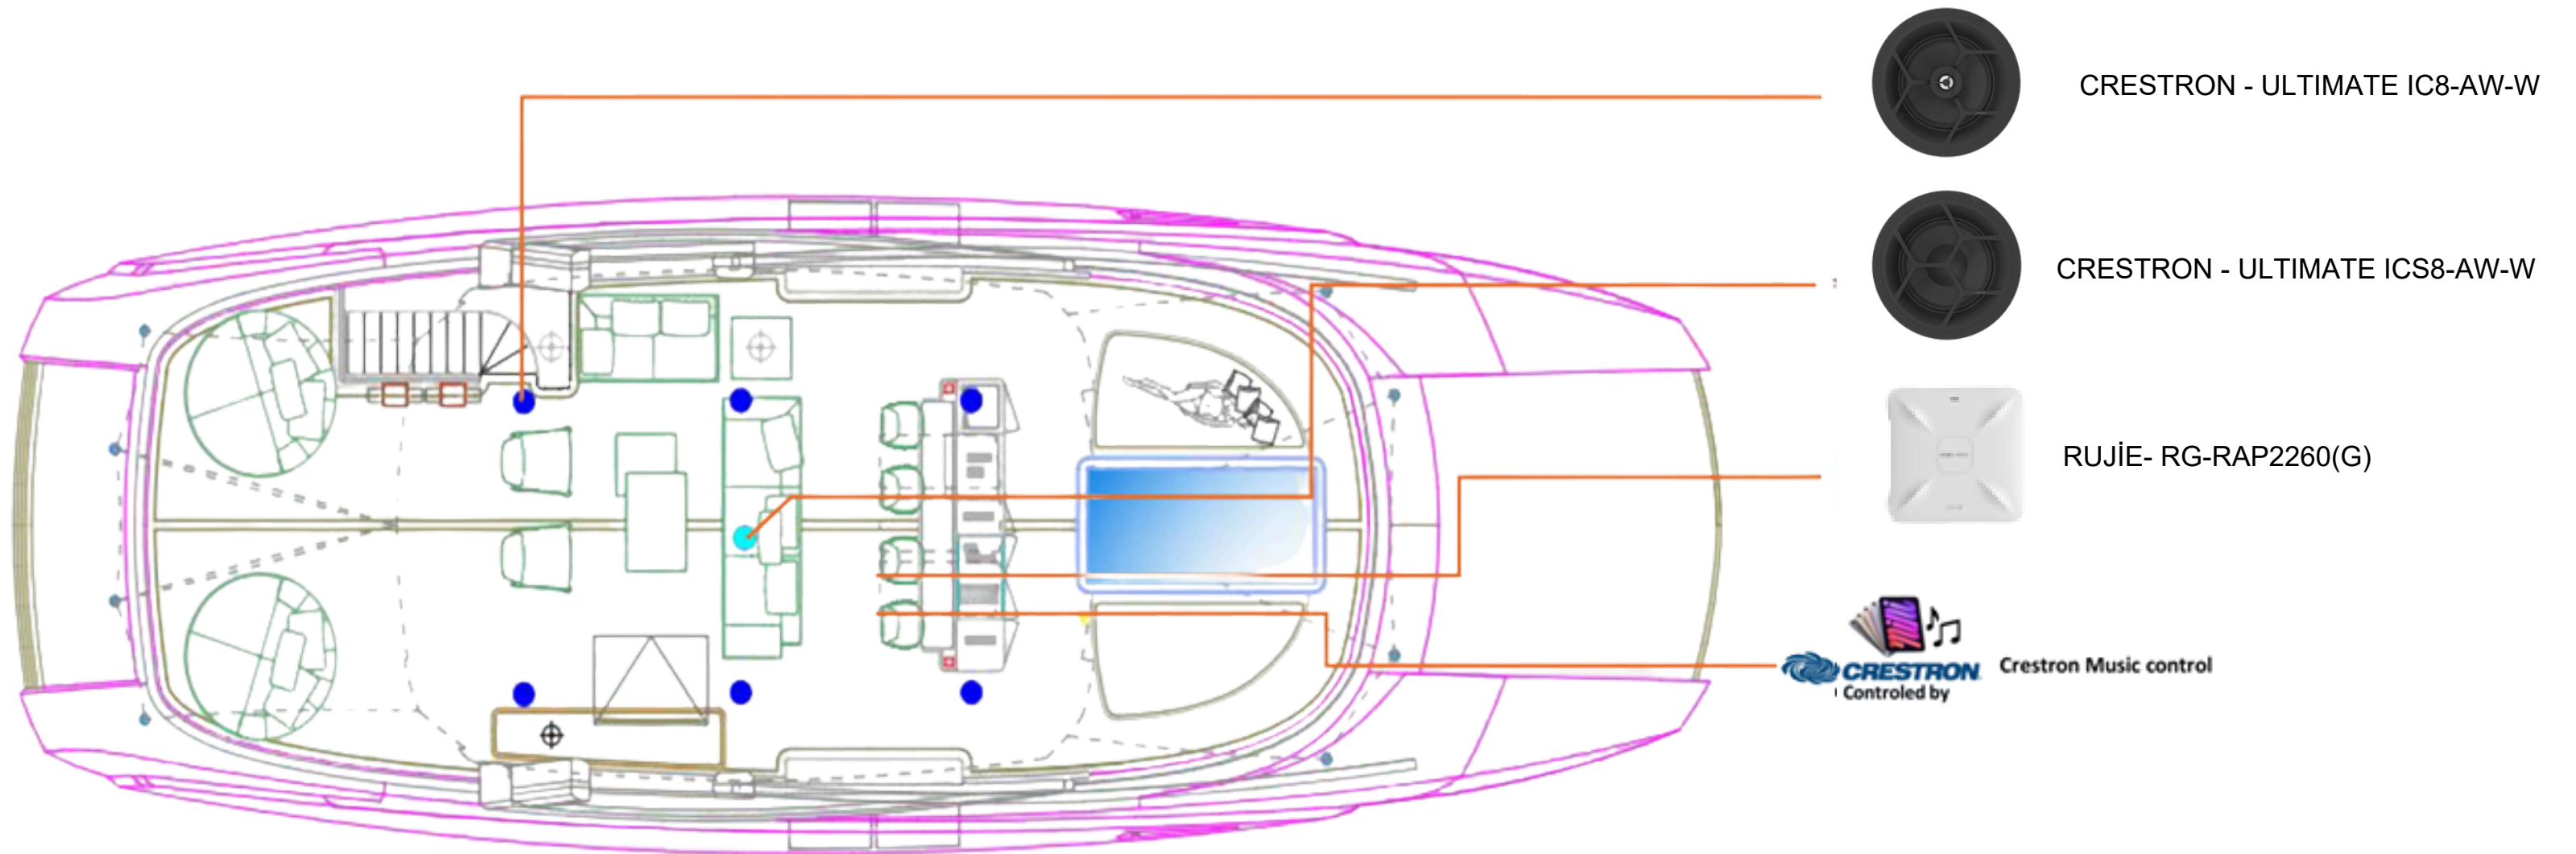 CRESTRON - ULTIMATE IC8-AW-W
CRESTRON - ULTIMATE ICS8-AW-W
RUJİE- RG-RAP2260(G)
CRESTRON
Controled by
Crestron Music control